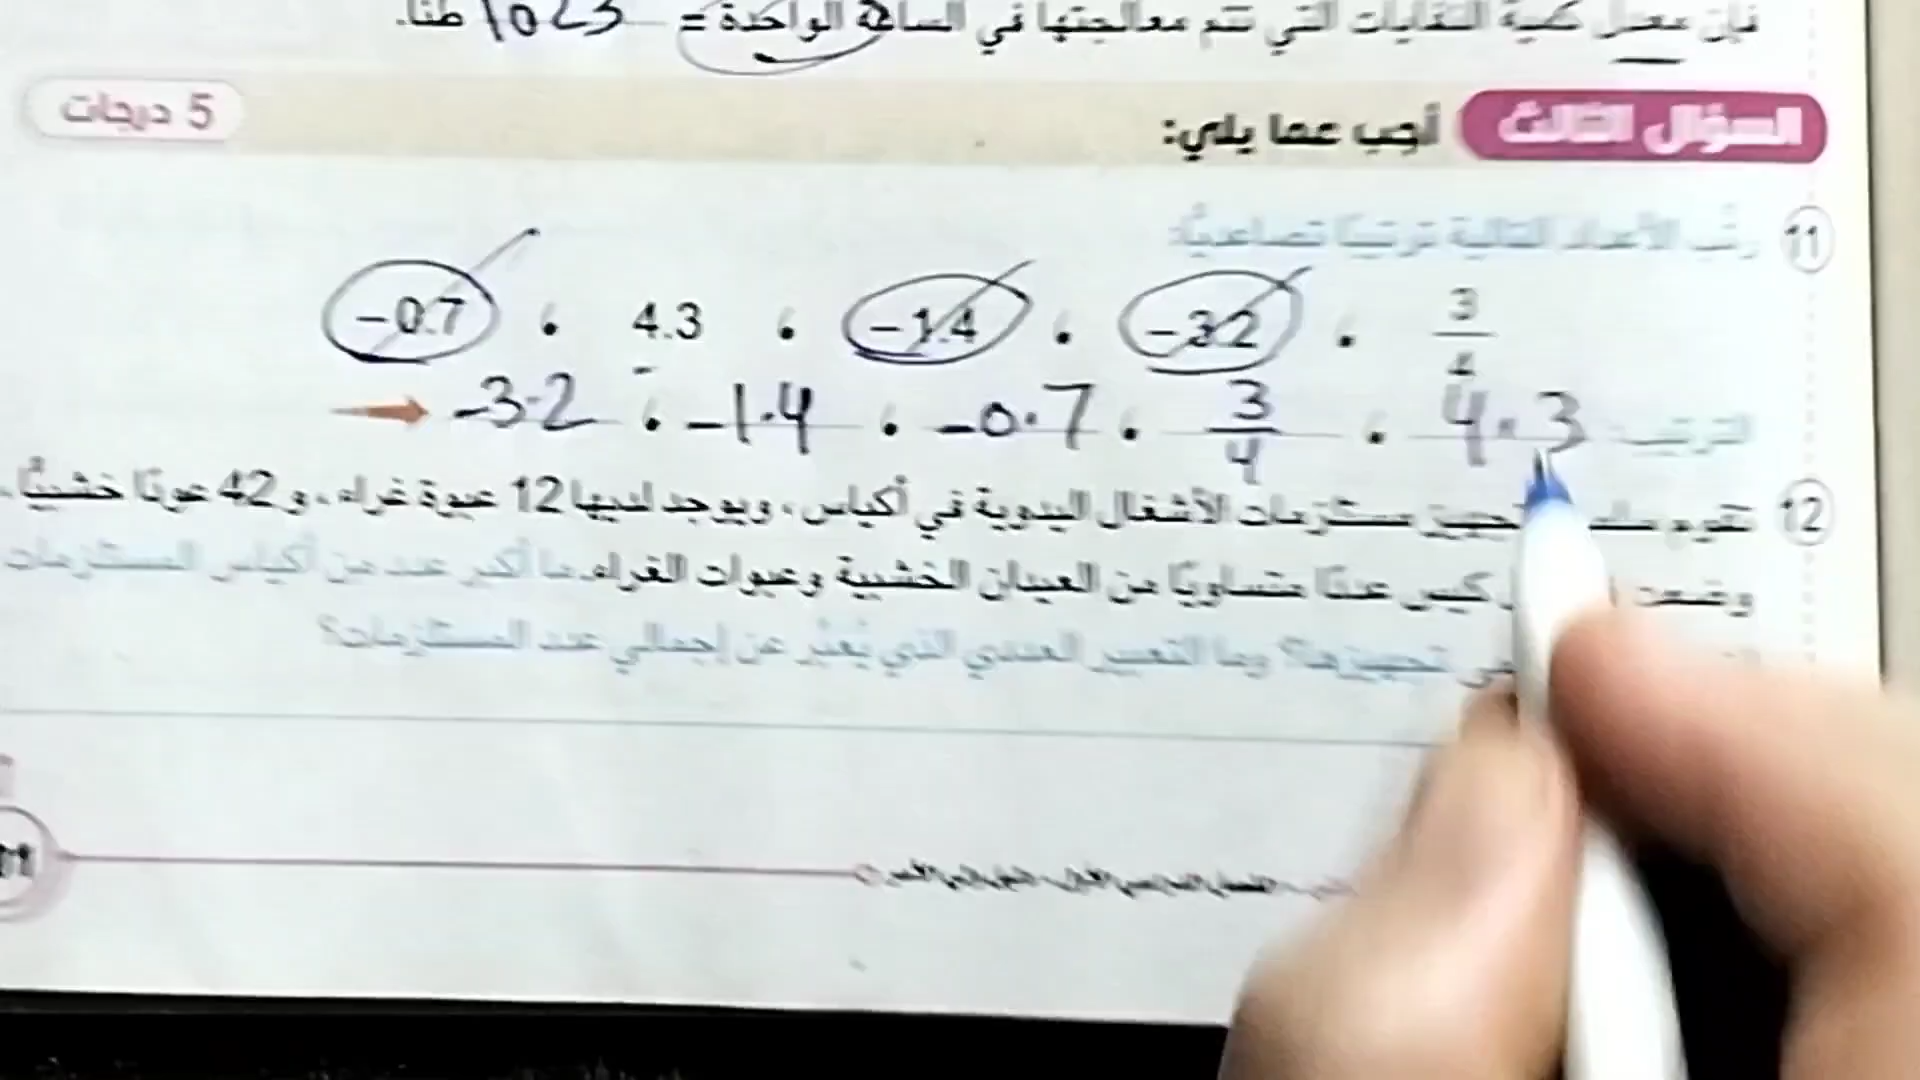 فإن معدل كمية النفايات التي تتم معالجتها في الساعة الواحدة = 1023 طنًا.
السؤال الثالث أجب عما يلي: 5 درجات
11 رتب الأعداد التالية ترتيبًا تصاعديًا:
-0.7 ، 4.3 ، -1.4 ، -3.2 ، 3/4
-3.2 ، -1.4 ، -0.7 ، 3/4 ، 4.3 الترتيب:
12 تقوم تجهيز مستلزمات الأشغال اليدوية في أكياس، ويوجد لديها 12 عبوة غراء، و 42 عودًا خشبيًا،
وضعت كيس عددًا متساويًا من العيدان الخشبية وعبوات الغراء. ما أكبر عدد من أكياس المستلزمات
تجهيزها؟ وما التعبير العددي الذي يُعبِّر عن إجمالي عدد المستلزمات؟